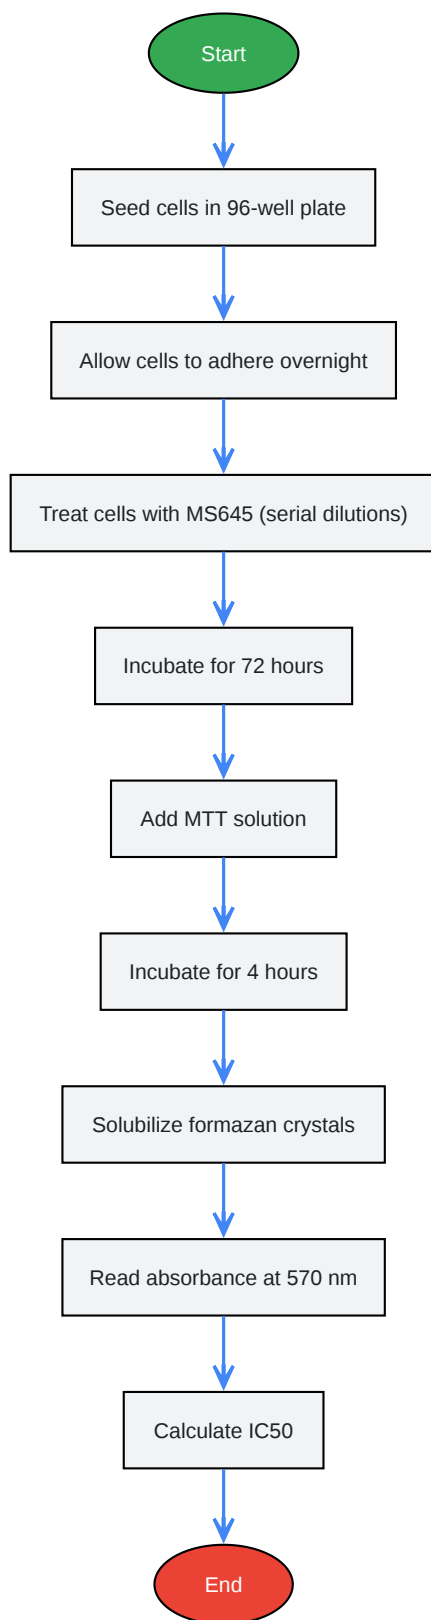 Start
Seed cells in 96-well plate
Allow cells to adhere overnight
Treat cells with MS645 (serial dilutions)
Incubate for 72 hours
Add MTT solution
Incubate for 4 hours
Solubilize formazan crystals
Read absorbance at 570 nm
Calculate IC50
End